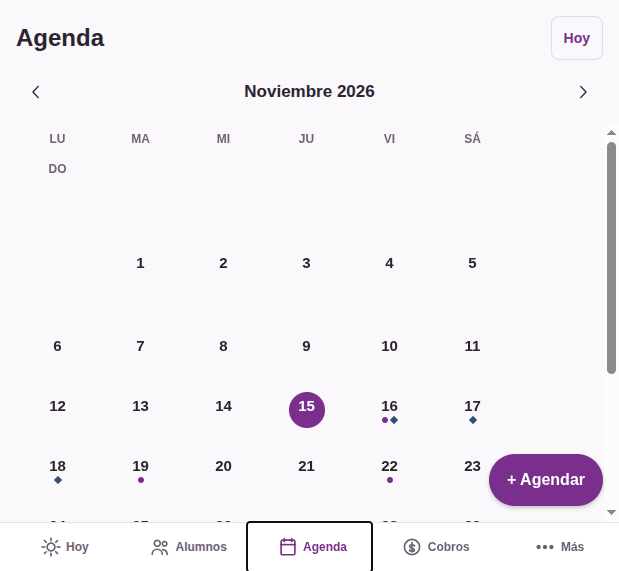 Agenda
Hoy
Noviembre 2026
LU MA MI JU VI SÁ
DO
1 2 3 4 5
6 7 8 9 10 11
12 13 14 15 16 17
18 19 20 21 22 23
+ Agendar
Hoy Alumnos Agenda Cobros Más